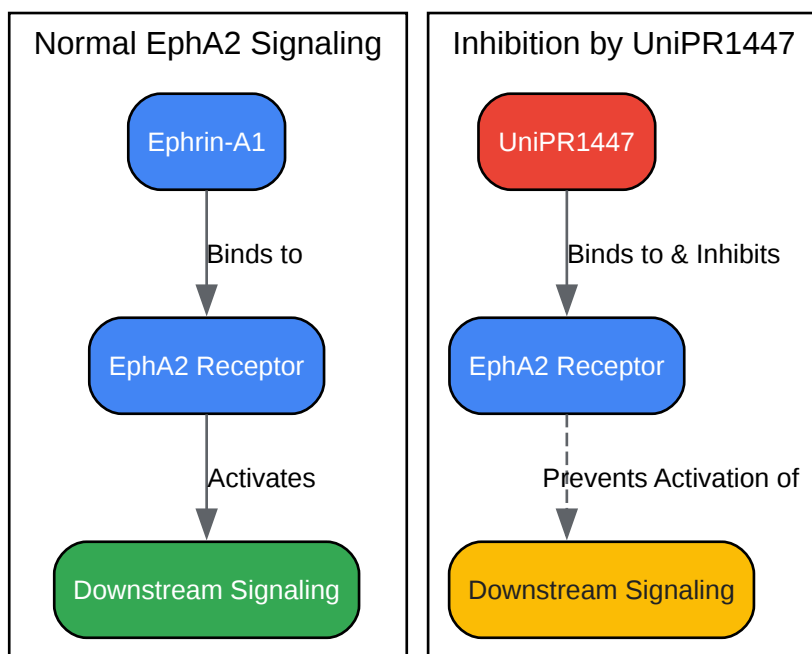 Normal EphA2 Signaling
Ephrin-A1
Binds to
EphA2 Receptor
Activates
Downstream Signaling
Inhibition by UniPR1447
UniPR1447
Binds to & Inhibits
EphA2 Receptor
Prevents Activation of
Downstream Signaling